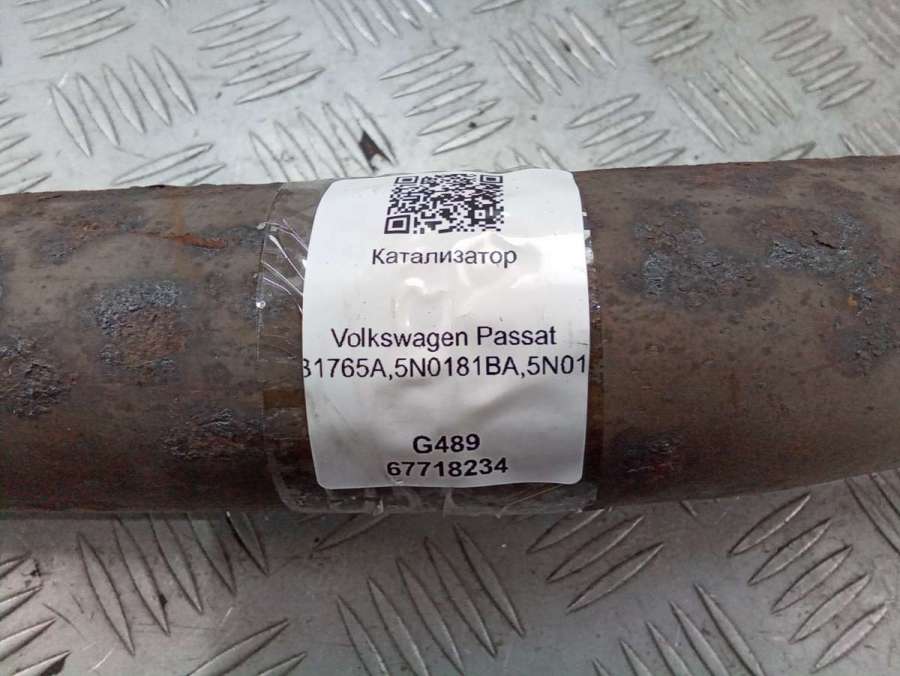 Катализатор
Volkswagen Passat
31765A,5N0181BA,5N01
G489
67718234